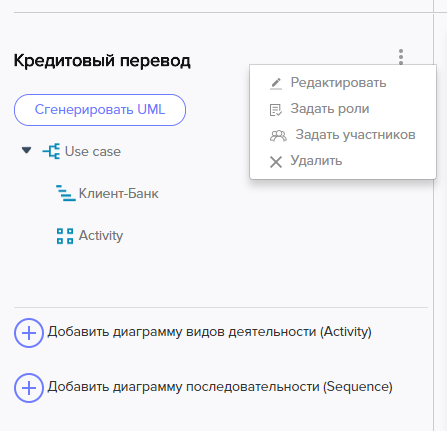 Кредитовый перевод
Редактировать
Задать роли
Задать участников
Удалить
Сгенерировать UML
Use case
Клиент-Банк
Activity
Добавить диаграмму видов деятельности (Activity)
Добавить диаграмму последовательности (Sequence)